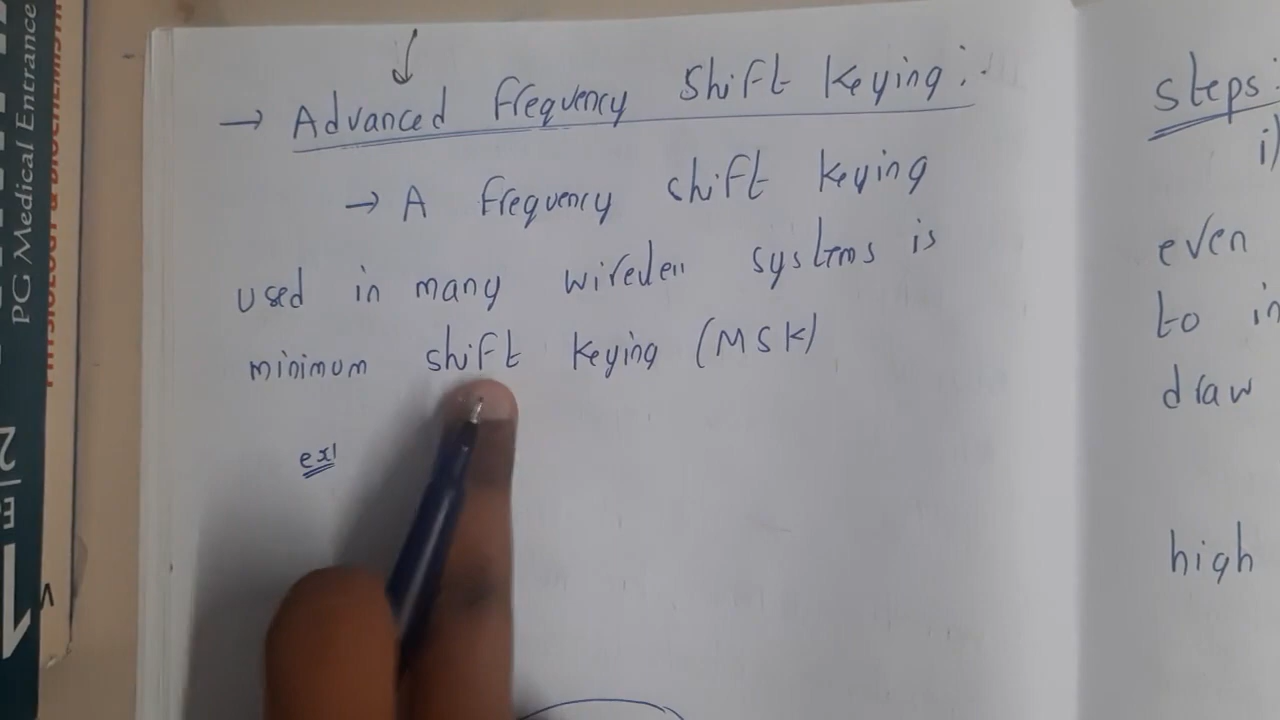 → Advanced Frequency Shift Keying :-
→ A Frequency shift keying
used in many wireless systems is
minimum shift keying (MSK)
ex!
steps:
i)
even
to in
draw
high
PG Medical Entrance